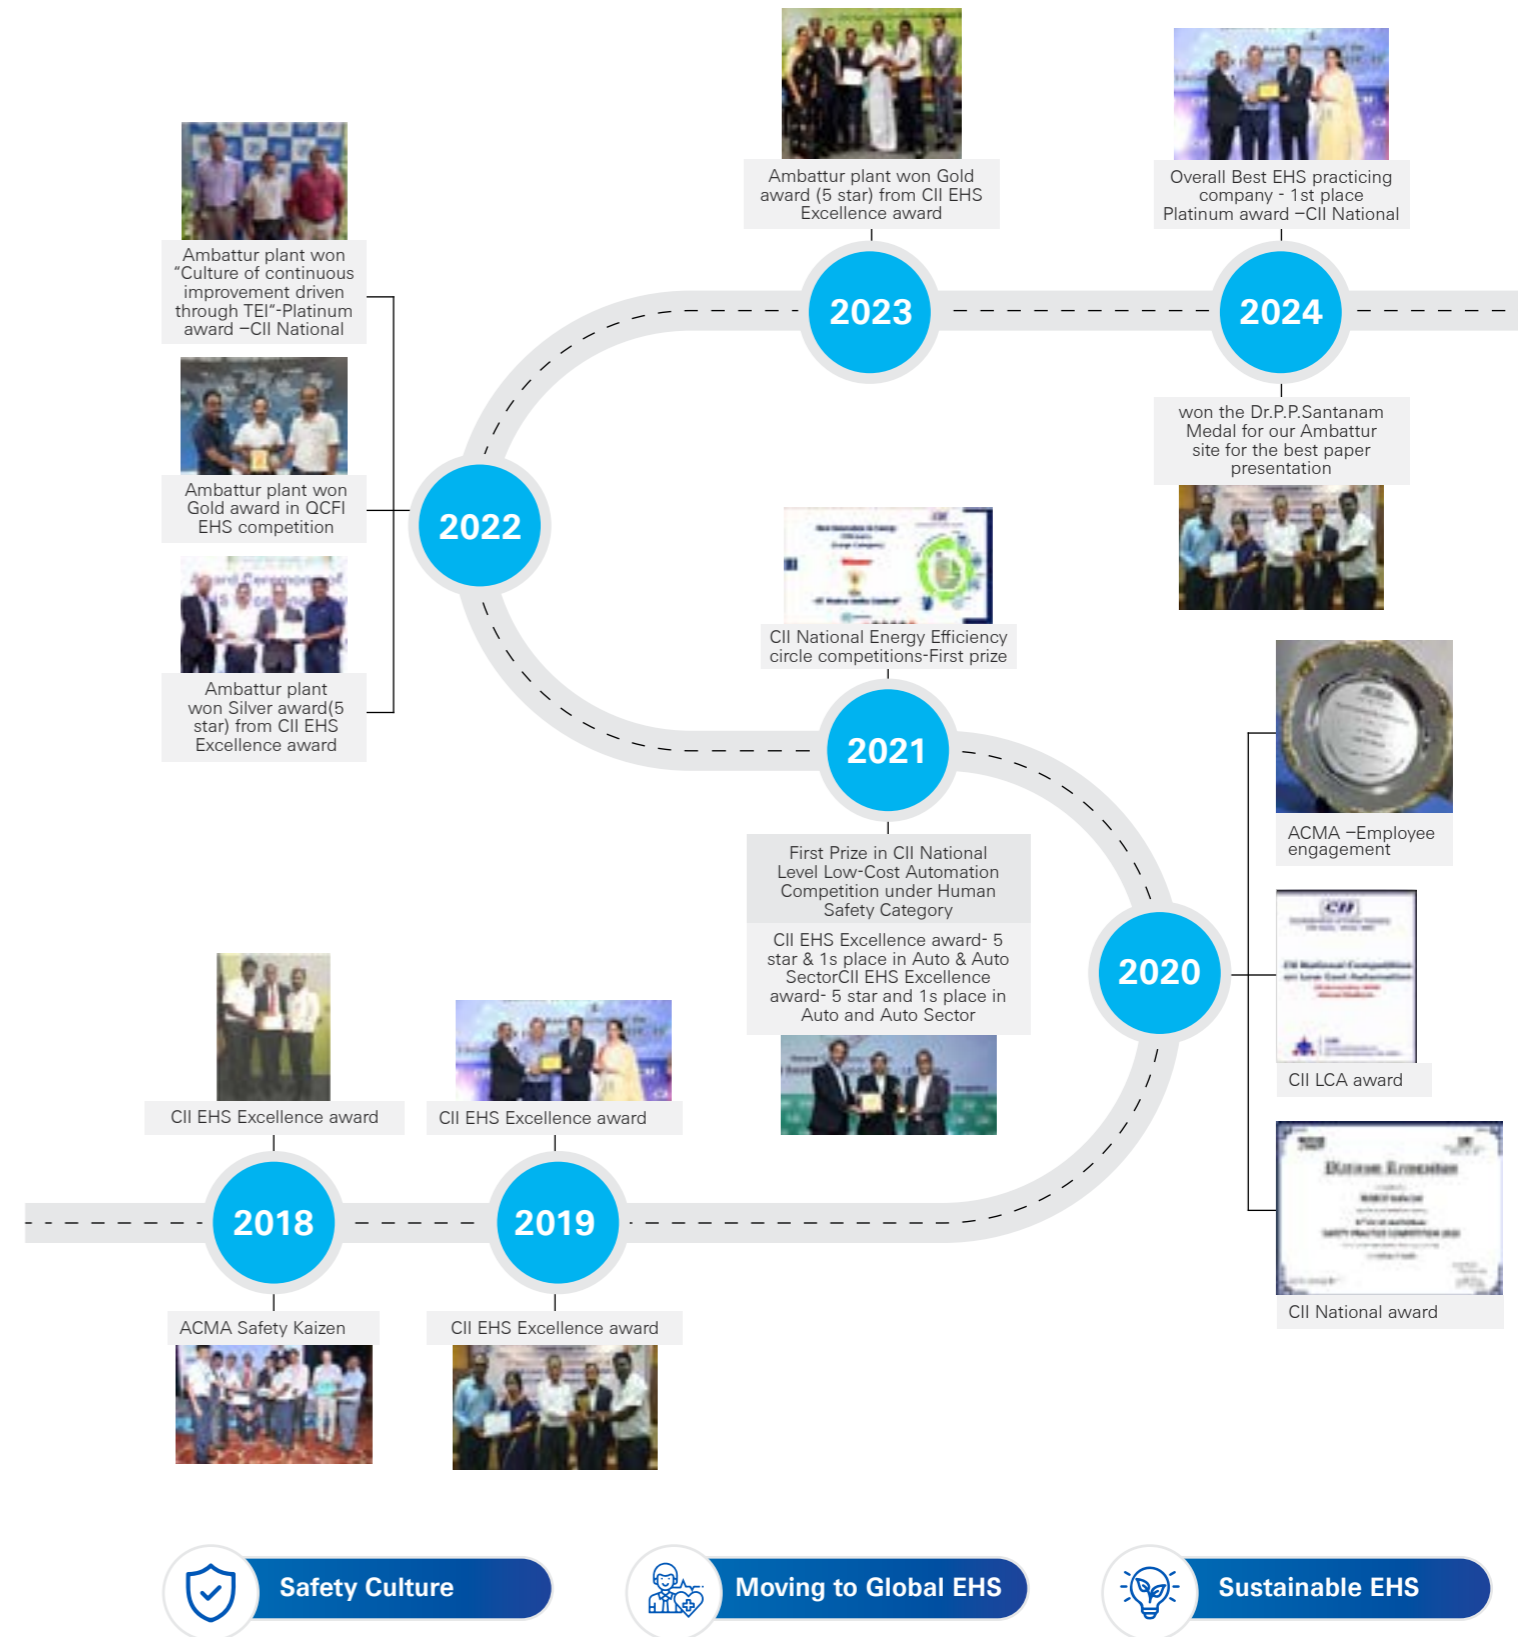 Ambattur plant won Gold
award (5 star) from CII EHS
Excellence award
Overall Best EHS practicing
company - 1st place
Platinum award –CII National
2023
2024
won the Dr.P.P.Santanam
Medal for our Ambattur
site for the best paper
presentation
Ambattur plant won
“Culture of continuous
improvement driven
through TEI”-Platinum
award –CII National
Ambattur plant won
Gold award in QCFI
EHS competition
Ambattur plant
won Silver award(5
star) from CII EHS
Excellence award
2022
CII National Energy Efficiency
circle competitions-First prize
2021
First Prize in CII National
Level Low-Cost Automation
Competition under Human
Safety Category
CII EHS Excellence award- 5
star & 1s place in Auto & Auto
SectorCII EHS Excellence
award- 5 star and 1s place in
Auto and Auto Sector
2020
ACMA –Employee
engagement
CII
CII National Competition
on Low Cost Automation
CII LCA award
CII National award
CII EHS Excellence award
CII EHS Excellence award
2018
2019
ACMA Safety Kaizen
CII EHS Excellence award
Safety Culture
Moving to Global EHS
Sustainable EHS